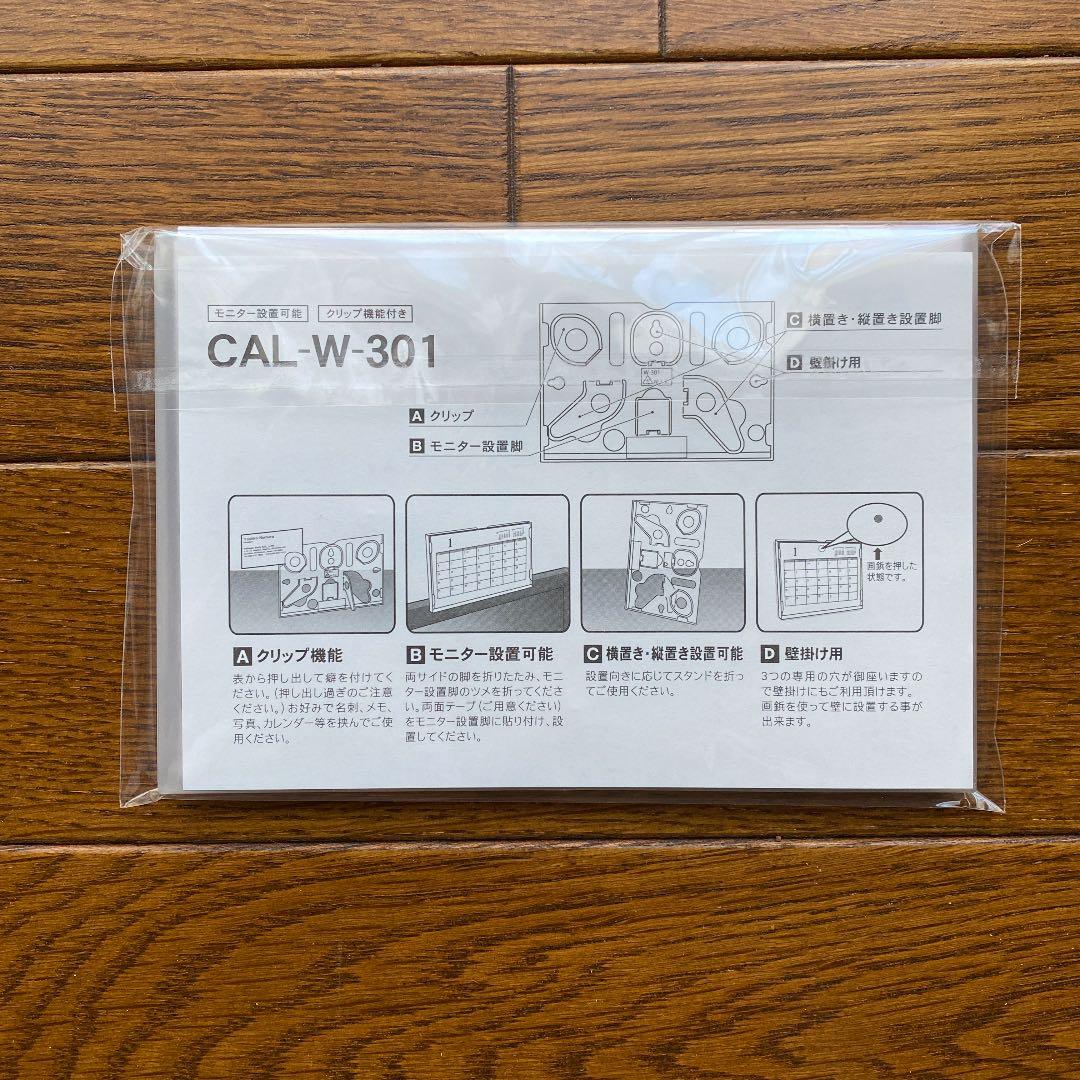 モニター設置可能 クリップ機能付き
CAL-W-301
C 横置き・縦置き設置脚
D 壁掛け用
A クリップ
B モニター設置脚
W-301
1
1
画鋲を押した
状態です。
A クリップ機能
表から押し出して癖を付けてく
ださい。(押し出し過ぎのご注意
ください。)お好みで名刺、メモ、
写真、カレンダー等を挟んでご使
用ください。
B モニター設置可能
両サイドの脚を折りたたみ、モニ
ター設置脚のツメを折ってくださ
い。両面テープ(ご用意ください)
をモニター設置脚に貼り付け、設
置してください。
C 横置き・縦置き設置可能
設置向きに応じてスタンドを折っ
てご使用ください。
D 壁掛け用
3つの専用の穴が御座いますの
で壁掛けにもご利用頂けます。
画鋲を使って壁に設置する事が
出来ます。